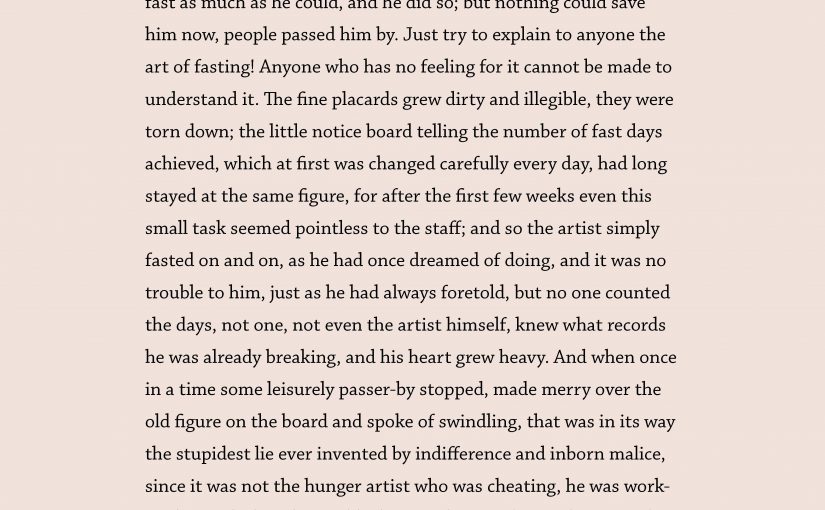 fast as much as he could, and he did so; but nothing could save
him now, people passed him by. Just try to explain to anyone the
art of fasting! Anyone who has no feeling for it cannot be made to
understand it. The fine placards grew dirty and illegible, they were
torn down; the little notice board telling the number of fast days
achieved, which at first was changed carefully every day, had long
stayed at the same figure, for after the first few weeks even this
small task seemed pointless to the staff; and so the artist simply
fasted on and on, as he had once dreamed of doing, and it was no
trouble to him, just as he had always foretold, but no one counted
the days, not one, not even the artist himself, knew what records
he was already breaking, and his heart grew heavy. And when once
in a time some leisurely passer-by stopped, made merry over the
old figure on the board and spoke of swindling, that was in its way
the stupidest lie ever invented by indifference and inborn malice,
since it was not the hunger artist who was cheating, he was work-